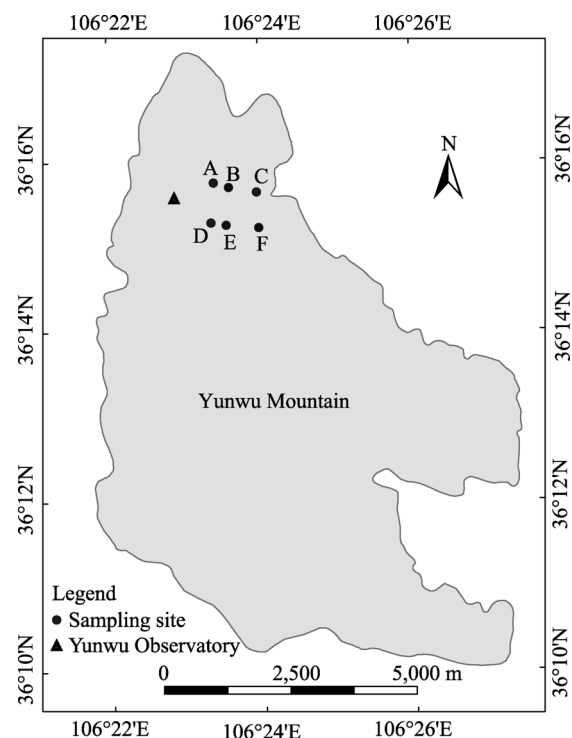 106°22'E 106°24'E 106°26'E
N
36°16'N 36°16'N
A B C
D E F
36°14'N 36°14'N
Yunwu Mountain
36°12'N 36°12'N
Legend
Sampling site
Yunwu Observatory
36°10'N 36°10'N
0 2,500 5,000 m
106°22'E 106°24'E 106°26'E